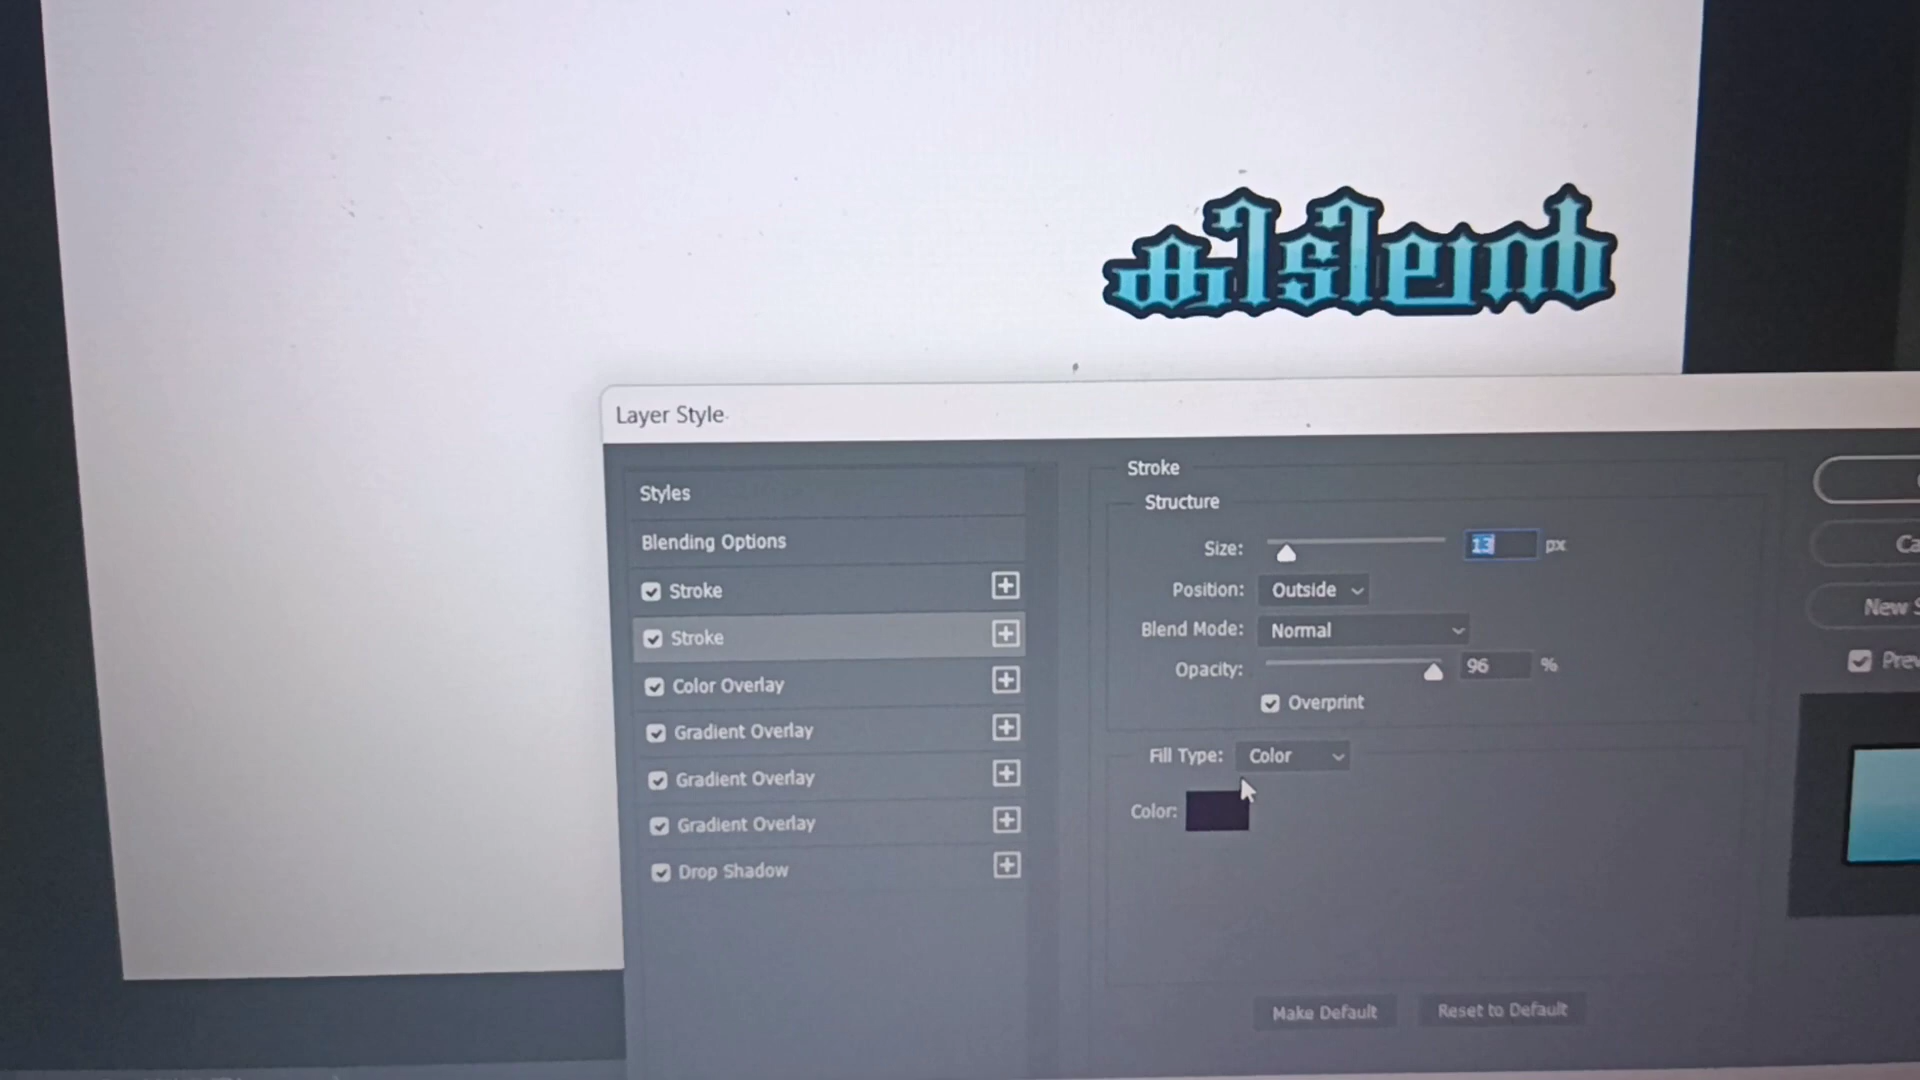 കിടിലൻ
Layer Style
Styles
Blending Options
Stroke
Stroke
Color Overlay
Gradient Overlay
Gradient Overlay
Gradient Overlay
Drop Shadow
Stroke
Structure
Size: 13 px
Position: Outside
Blend Mode: Normal
Opacity: 96 %
Overprint
Fill Type: Color
Color:
Make Default Reset to Default
New